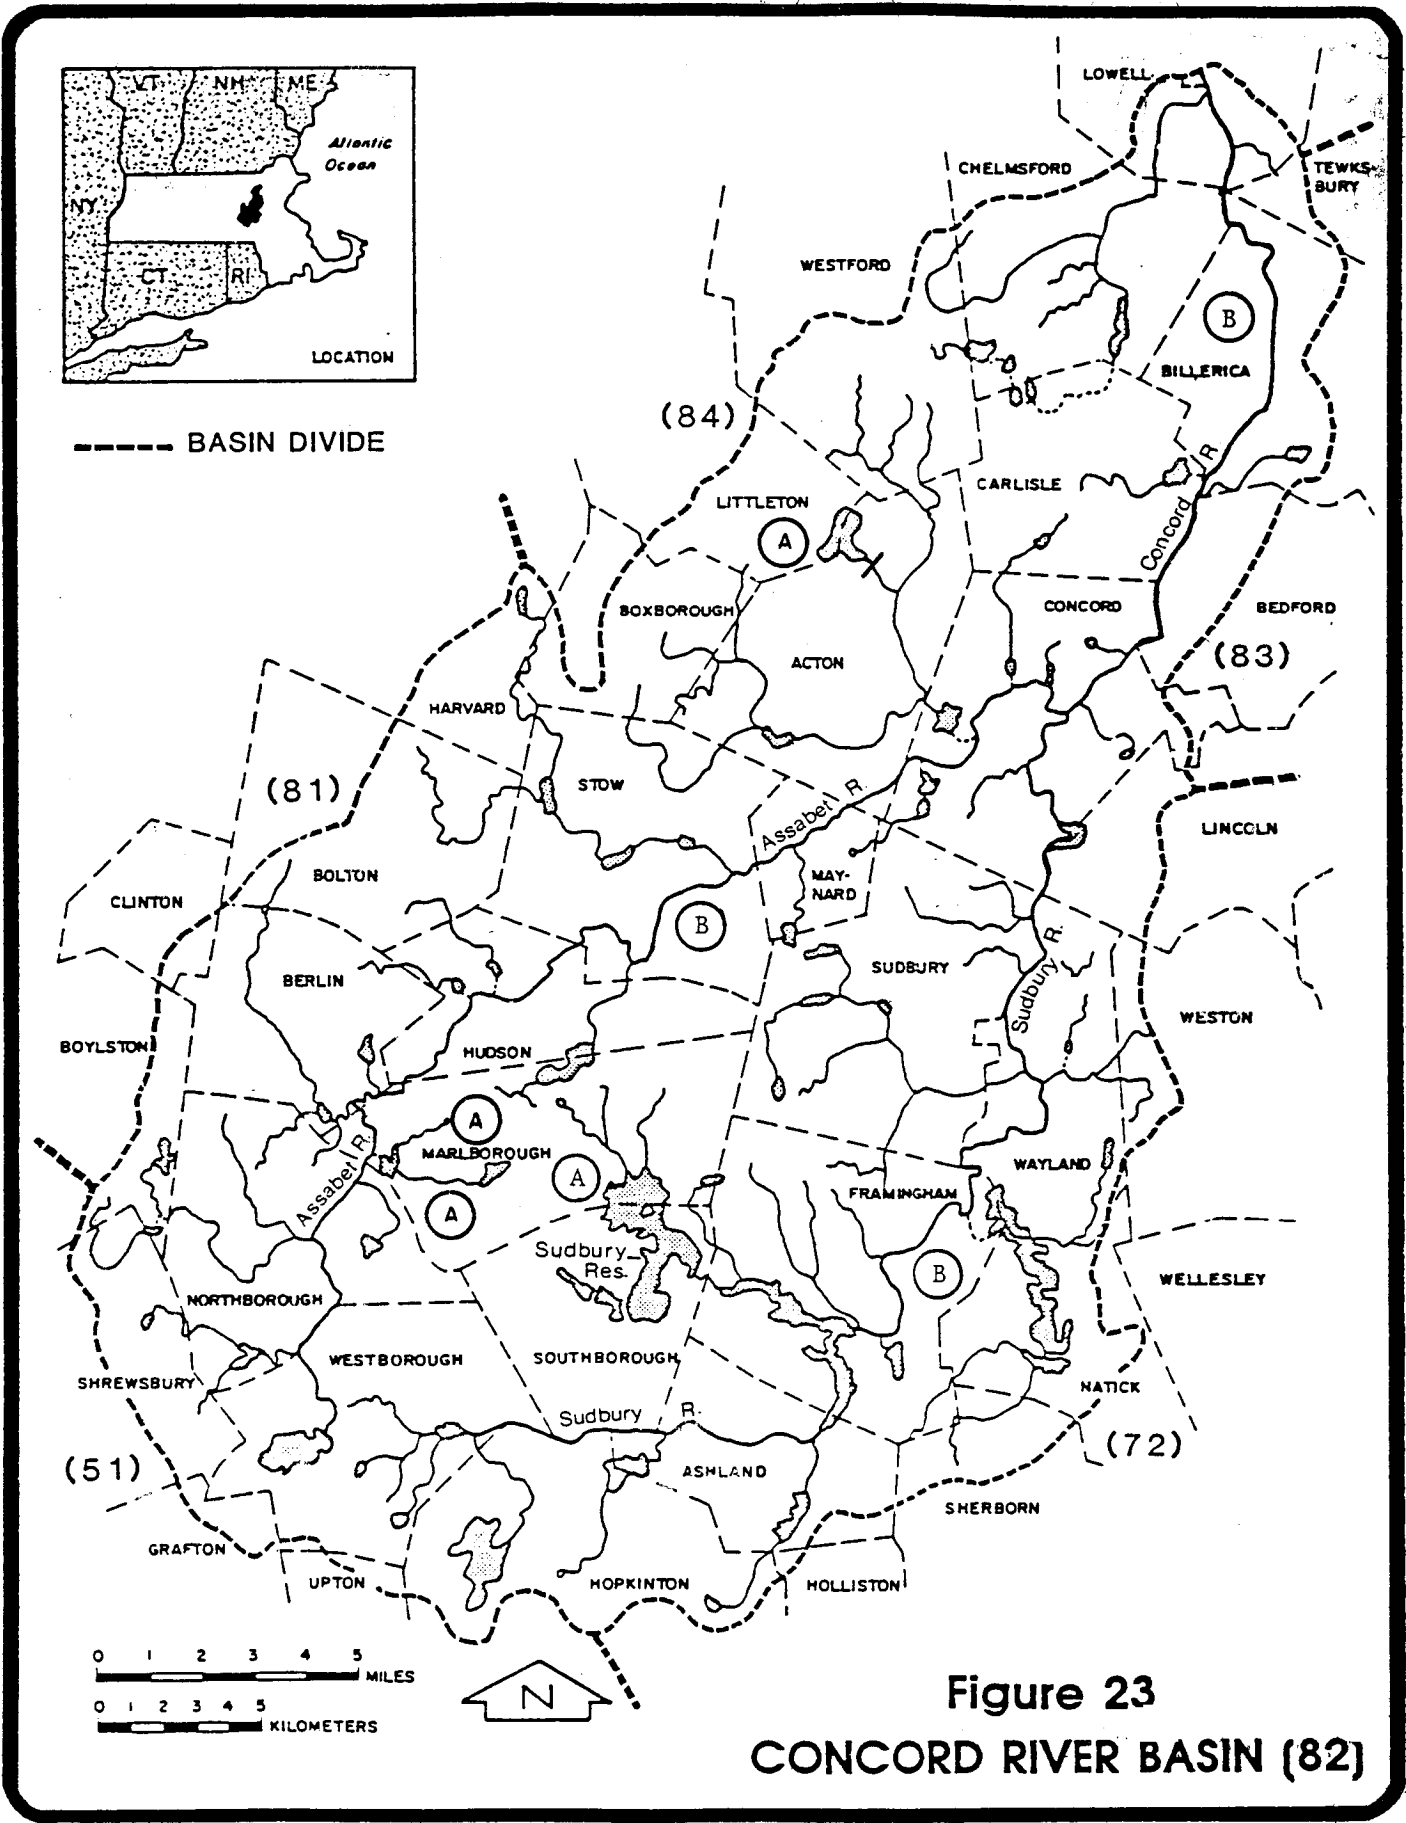 VT
NH
ME
Atlantic
Ocean
NY
CT
RI
LOCATION
BASIN DIVIDE
LOWELL
CHELMSFORD
TEWKS-
BURY
WESTFORD
B
BILLERICA
(84)
LITTLETON
A
CARLISLE
Concord R.
BOXBOROUGH
CONCORD
BEDFORD
ACTON
(83)
HARVARD
(81)
STOW
Assabet R.
LINCOLN
BOLTON
MAY-
NARD
CLINTON
B
Sudbury R.
SUDBURY
BERLIN
WESTON
BOYLSTON
HUDSON
A
MARLBOROUGH
A
Assabet R.
A
WAYLAND
FRAMINGHAM
Sudbury
Res.
B
WELLESLEY
NORTHBOROUGH
WESTBOROUGH
SOUTHBOROUGH
SHREWSBURY
NATICK
Sudbury R.
(72)
(51)
ASHLAND
SHERBORN
GRAFTON
UPTON
HOPKINTON
HOLLISTON
0 1 2 3 4 5
MILES
0 1 2 3 4 5
KILOMETERS
N
Figure 23
CONCORD RIVER BASIN (82)